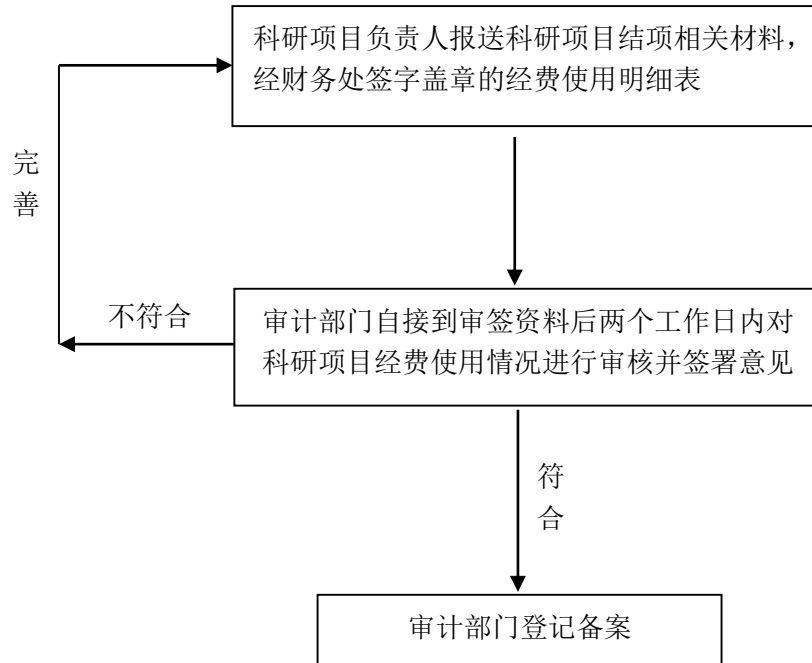 科研项目负责人报送科研项目结项相关材料，
经财务处签字盖章的经费使用明细表
完
善
不符合
审计部门自接到审签资料后两个工作日内对
科研项目经费使用情况进行审核并签署意见
符
合
审计部门登记备案